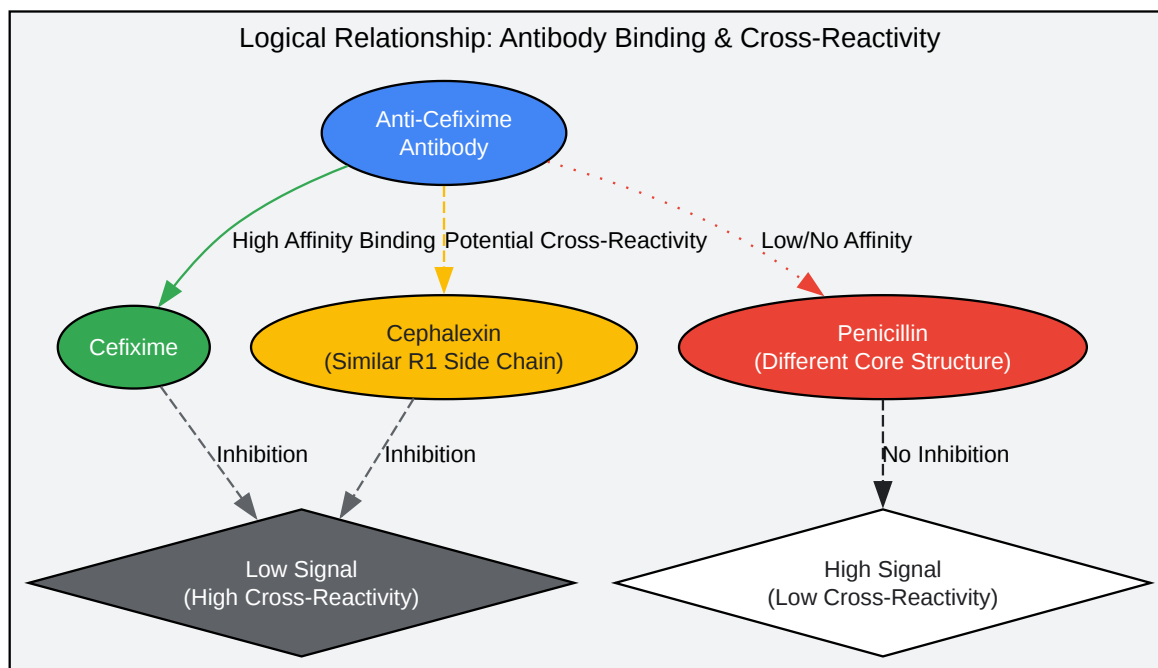 Logical Relationship: Antibody Binding & Cross-Reactivity
Anti-Cefixime
Antibody
High Affinity Binding
Potential Cross-Reactivity
Low/No Affinity
Cefixime
Cephalexin
(Similar R1 Side Chain)
Penicillin
(Different Core Structure)
Inhibition
Inhibition
No Inhibition
Low Signal
(High Cross-Reactivity)
High Signal
(Low Cross-Reactivity)